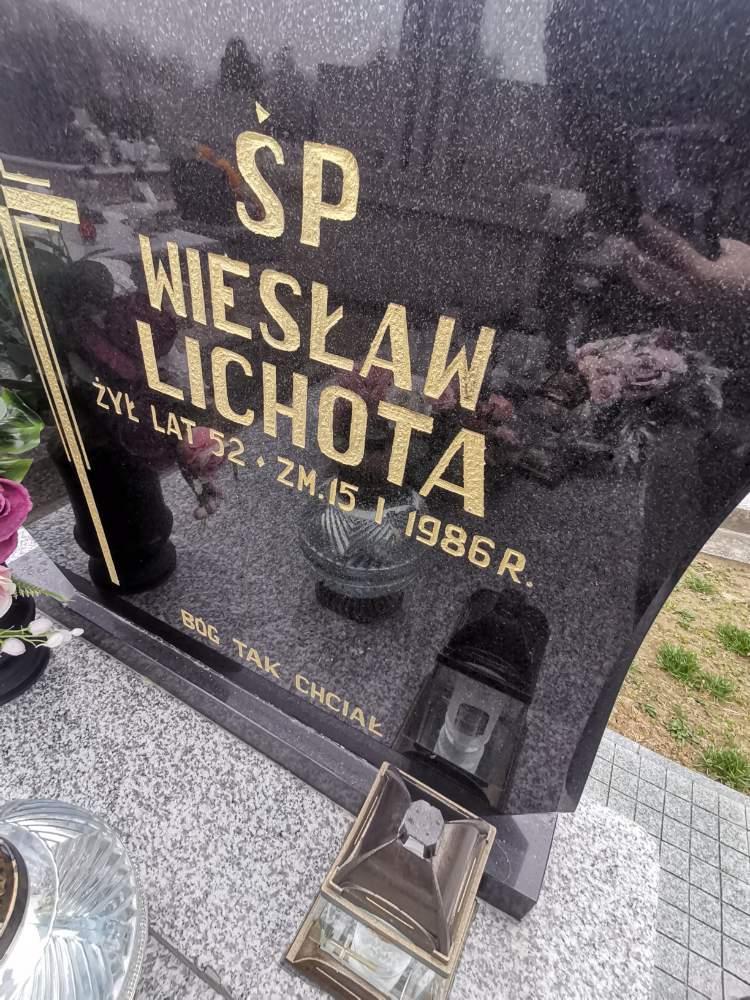 ŚP
WIESŁAW
LICHOTA
ŻYŁ LAT 52 • ZM. 15 I 1986 R.
BÓG TAK CHCIAŁ